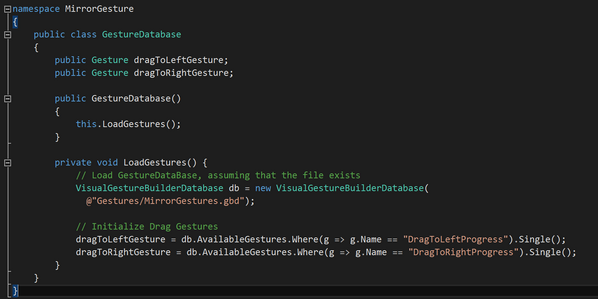 namespace MirrorGesture
{
    public class GestureDatabase
    {
        public Gesture dragToLeftGesture;
        public Gesture dragToRightGesture;

        public GestureDatabase()
        {
            this.LoadGestures();
        }

        private void LoadGestures() {
            // Load GestureDataBase, assuming that the file exists
            VisualGestureBuilderDatabase db = new VisualGestureBuilderDatabase(
              @"Gestures/MirrorGestures.gbd");

            // Initialize Drag Gestures
            dragToLeftGesture = db.AvailableGestures.Where(g => g.Name == "DragToLeftProgress").Single();
            dragToRightGesture = db.AvailableGestures.Where(g => g.Name == "DragToRightProgress").Single();
        }
    }
}